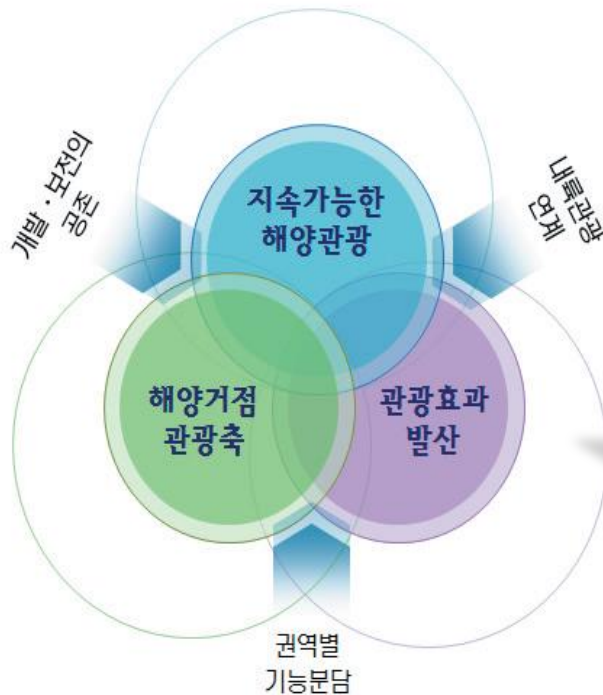 개발·보전의
공존
내륙관광
연계
지속가능한
해양관광
해양거점
관광축
관광효과
발산
권역별
기능분담